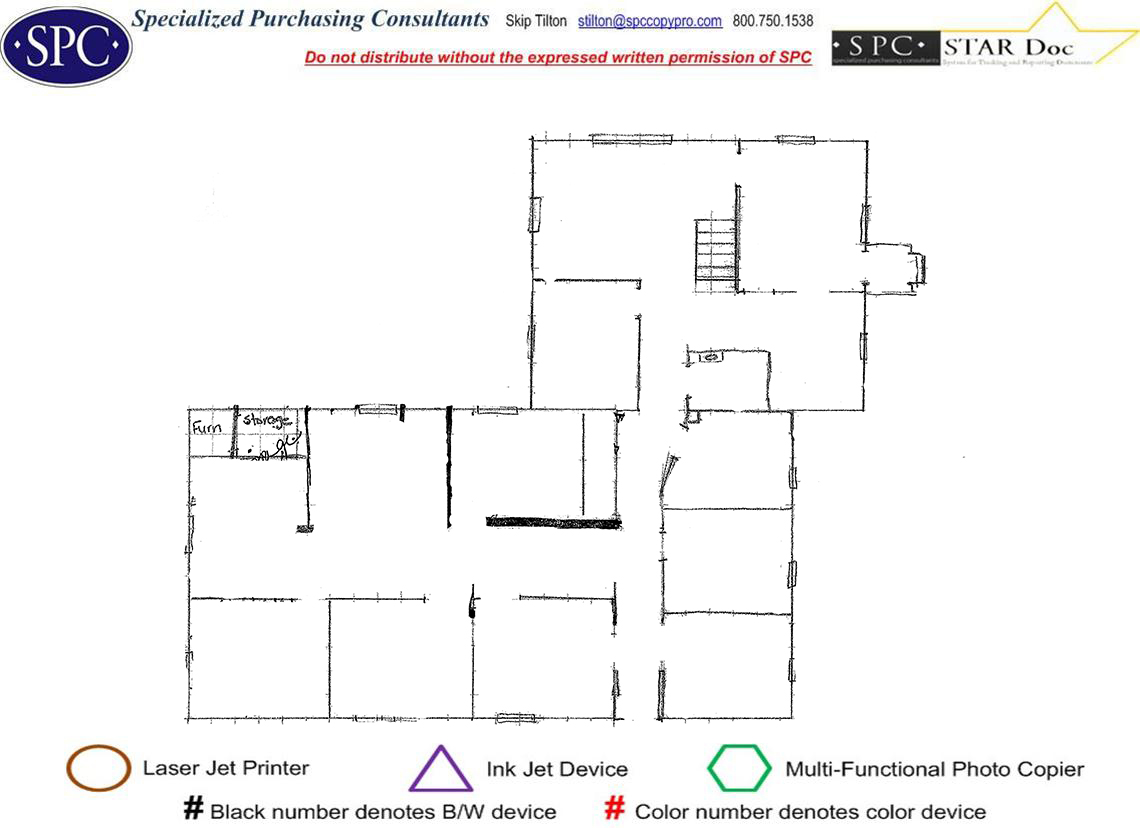 ·SPC·
Specialized Purchasing Consultants Skip Tilton stilton@spccopypro.com 800.750.1538
Do not distribute without the expressed written permission of SPC
·SPC· STAR Doc
specialized purchasing consultants System for Tracking and Reporting Documents
Furn
storage
Laser Jet Printer
Ink Jet Device
Multi-Functional Photo Copier
# Black number denotes B/W device
# Color number denotes color device